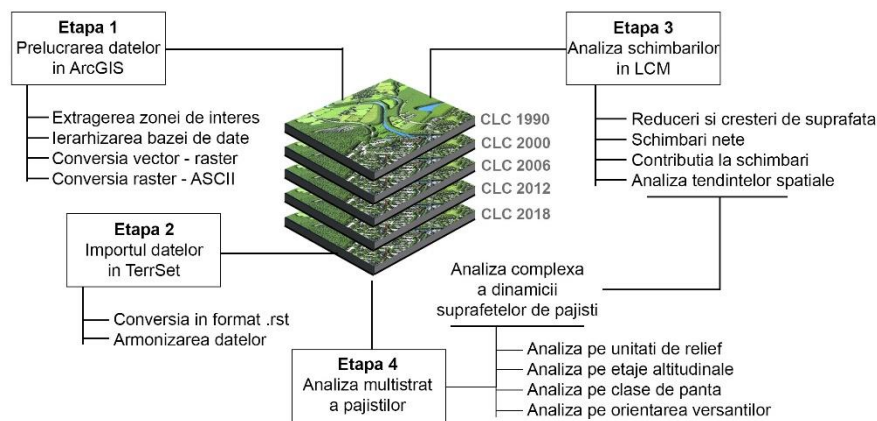 Etapa 1
Prelucrarea datelor
in ArcGIS
Extragerea zonei de interes
Ierarhizarea bazei de date
Conversia vector - raster
Conversia raster - ASCII
Etapa 2
Importul datelor
in TerrSet
Conversia in format .rst
Armonizarea datelor
CLC 1990
CLC 2000
CLC 2006
CLC 2012
CLC 2018
Etapa 3
Analiza schimbarilor
in LCM
Reduceri si cresteri de suprafata
Schimbari nete
Contributia la schimbari
Analiza tendintelor spatiale
Etapa 4
Analiza multistrat
a pajistilor
Analiza complexa
a dinamicii
suprafetelor de pajisti
Analiza pe unitati de relief
Analiza pe etaje altitudinale
Analiza pe clase de panta
Analiza pe orientarea versantilor